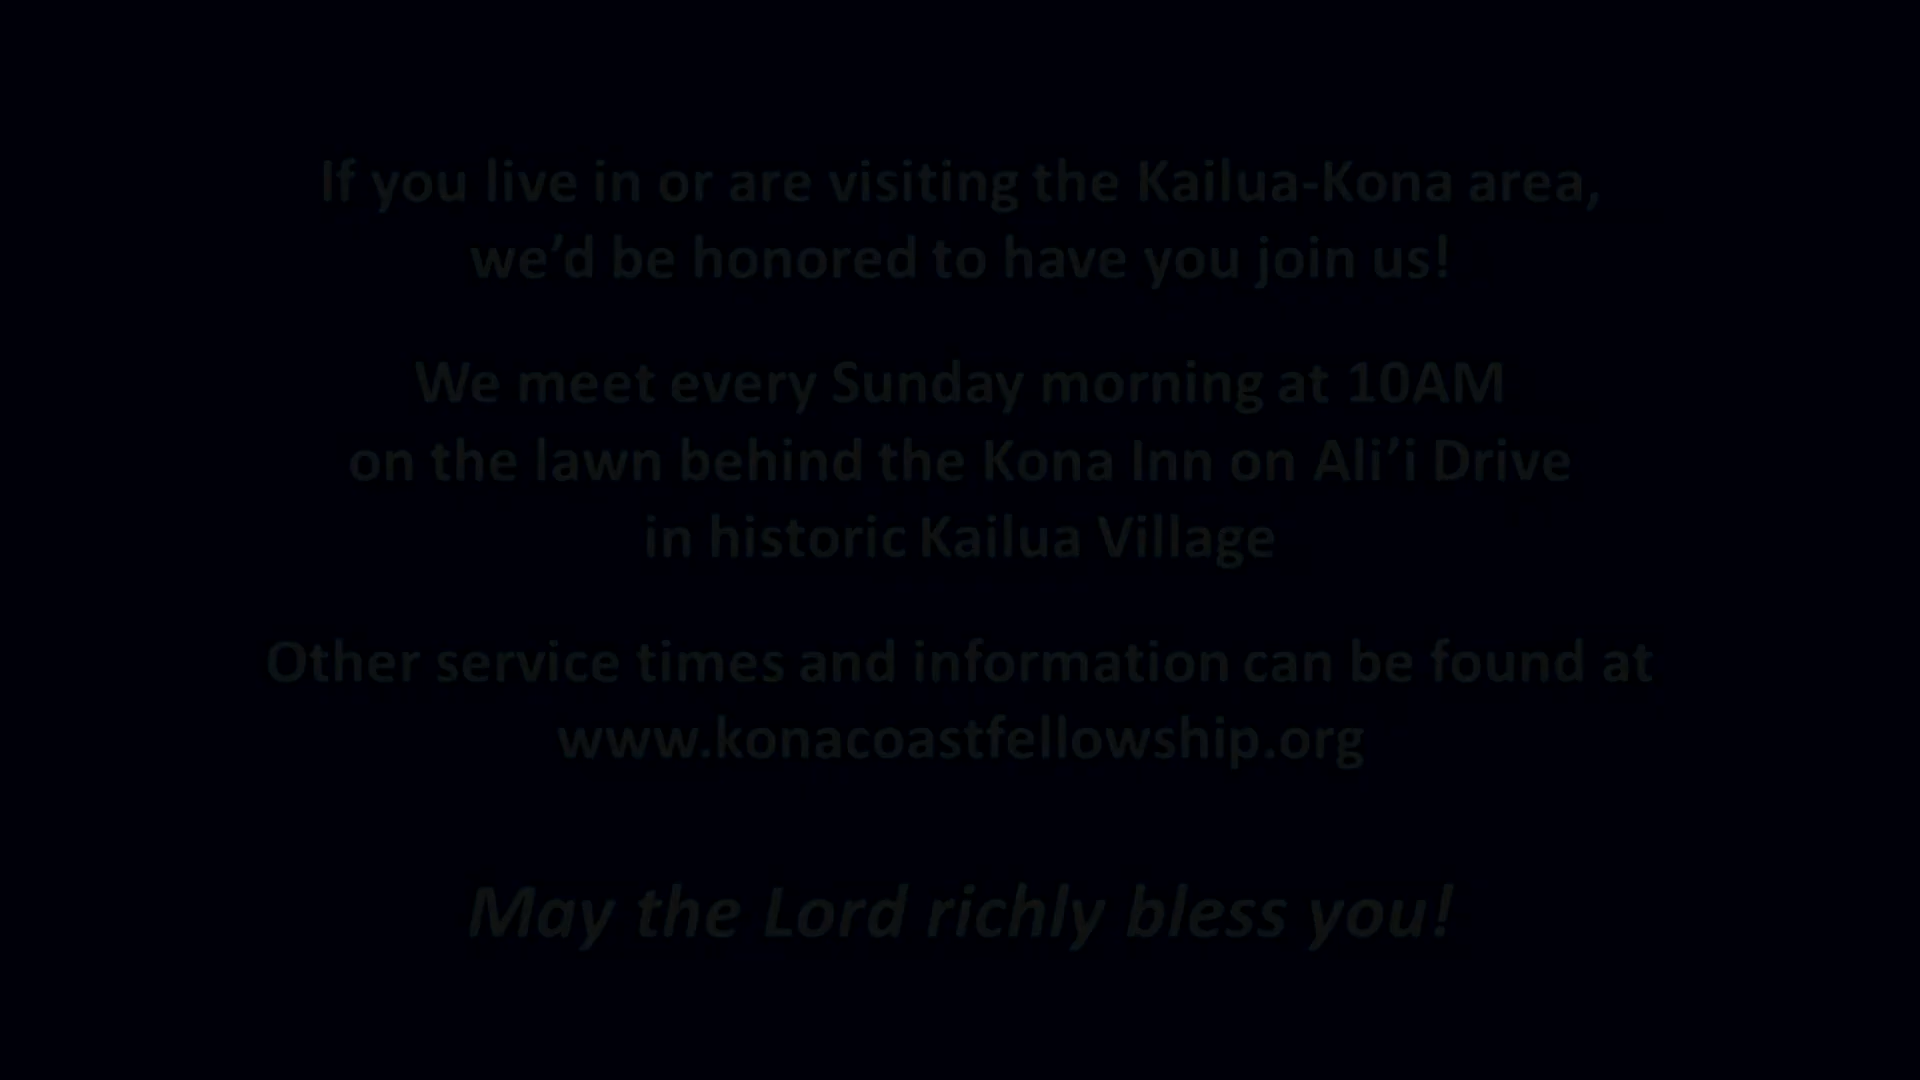 If you live in or are visiting the Kailua-Kona area,
we’d be honored to have you join us!
We meet every Sunday morning at 10AM
on the lawn behind the Kona Inn on Ali’i Drive
in historic Kailua Village
Other service times and information can be found at
www.konacoastfellowship.org
May the Lord richly bless you!